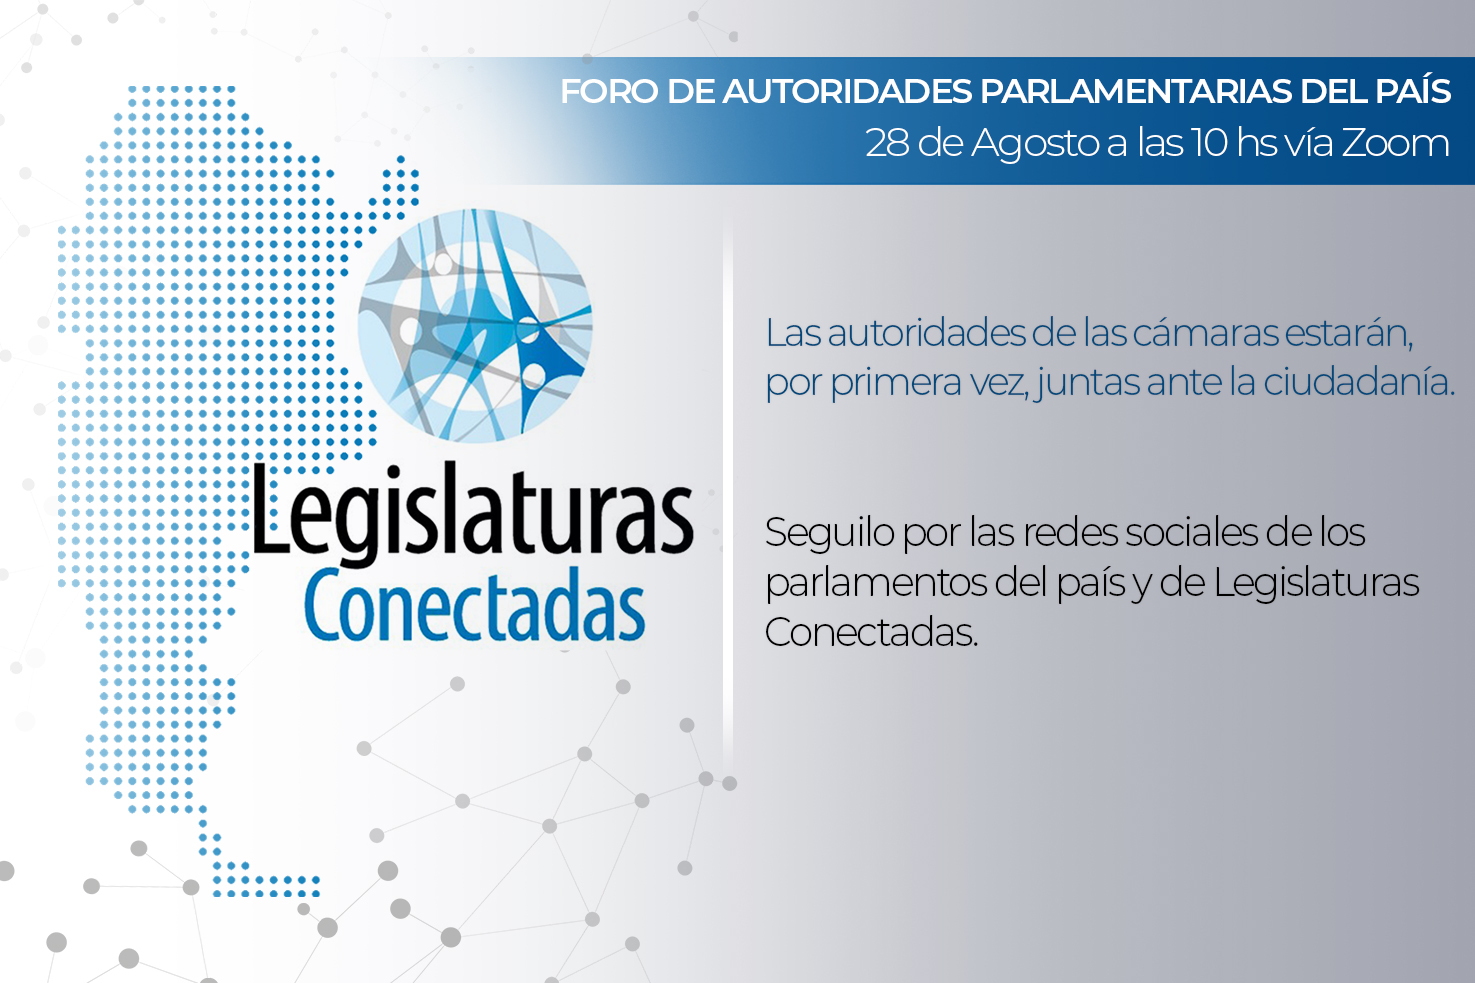 FORO DE AUTORIDADES PARLAMENTARIAS DEL PAÍS
28 de Agosto a las 10 hs vía Zoom
Legislaturas
Conectadas
Las autoridades de las cámaras estarán,
por primera vez, juntas ante la ciudadanía.
Seguilo por las redes sociales de los
parlamentos del país y de Legislaturas
Conectadas.